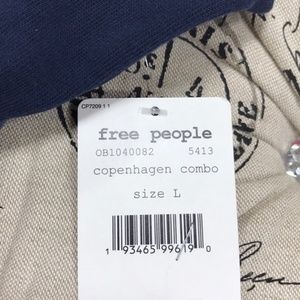 CP7209 1 1
free people
OB1040082 5413
copenhagen combo
size L
1 93465 99619 0